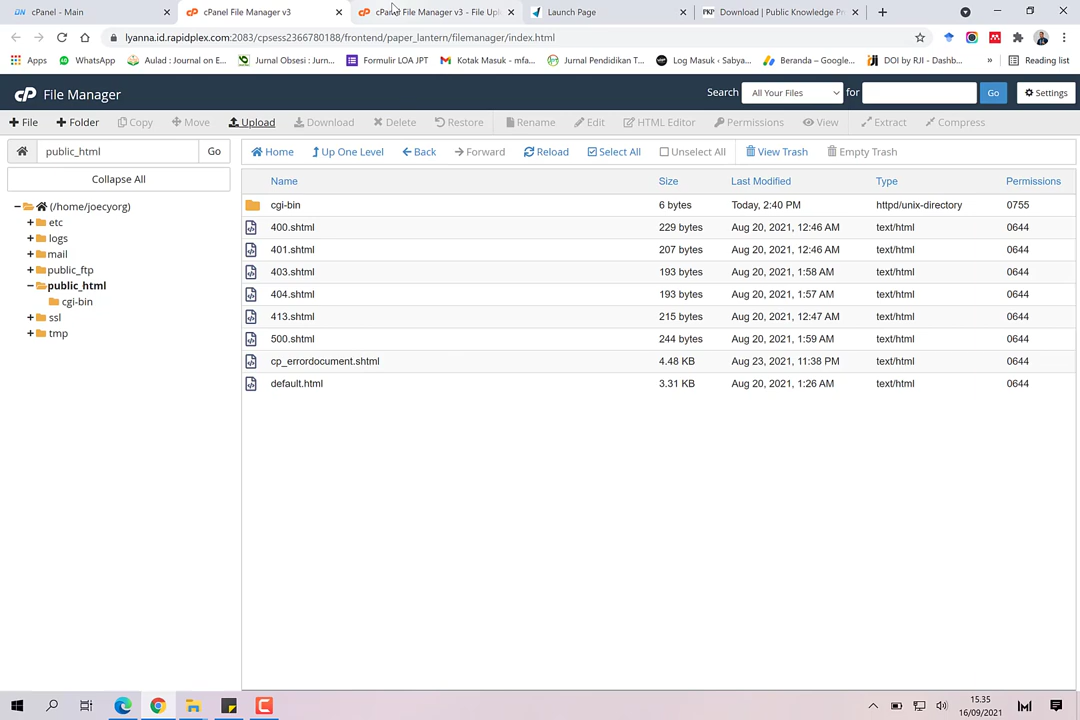 cPanel - Main
cPanel File Manager v3
cPanel File Manager v3 - File Upl
Launch Page
PKP Download | Public Knowledge Pr
lyanna.id.rapidplex.com:2083/cpsess2366780188/frontend/paper_lantern/filemanager/index.html
Apps WhatsApp Aulad : Journal on E... Jurnal Obsesi : Jurn... Formulir LOA JPT Kotak Masuk - mfa... Jurnal Pendidikan T... Log Masuk ‹ Sabya... Beranda – Google... DOI by RJI - Dashb... » Reading list
cP File Manager
Search All Your Files for Go Settings
File Folder Copy Move Upload Download Delete Restore Rename Edit HTML Editor Permissions View Extract Compress
public_html Go
Home Up One Level Back Forward Reload Select All Unselect All View Trash Empty Trash
Collapse All
(/home/joecyorg)
etc
logs
mail
public_ftp
public_html
cgi-bin
ssl
tmp
Name Size Last Modified Type Permissions
cgi-bin 6 bytes Today, 2:40 PM httpd/unix-directory 0755
400.shtml 229 bytes Aug 20, 2021, 12:46 AM text/html 0644
401.shtml 207 bytes Aug 20, 2021, 12:46 AM text/html 0644
403.shtml 193 bytes Aug 20, 2021, 1:58 AM text/html 0644
404.shtml 193 bytes Aug 20, 2021, 1:57 AM text/html 0644
413.shtml 215 bytes Aug 20, 2021, 12:47 AM text/html 0644
500.shtml 244 bytes Aug 20, 2021, 1:59 AM text/html 0644
cp_errordocument.shtml 4.48 KB Aug 23, 2021, 11:38 PM text/html 0644
default.html 3.31 KB Aug 20, 2021, 1:26 AM text/html 0644
15.35
16/09/2021